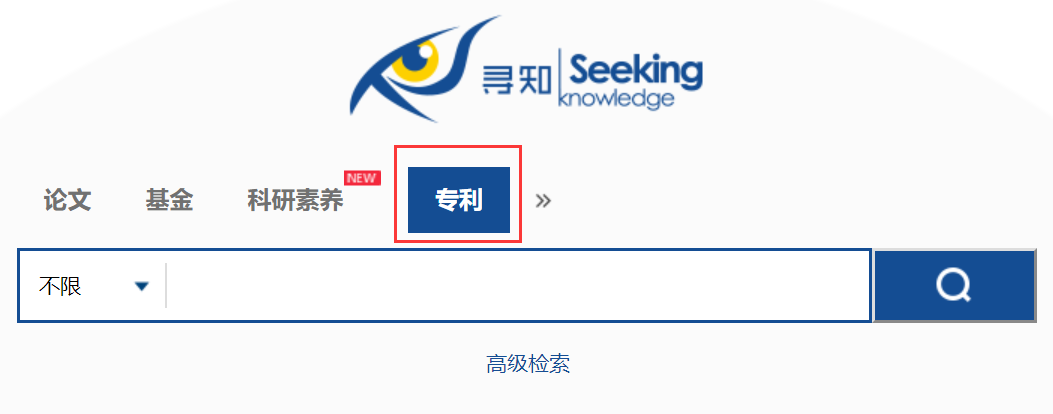 寻知 Seeking
knowledge
论文 基金 科研素养 NEW 专利 »
不限
高级检索